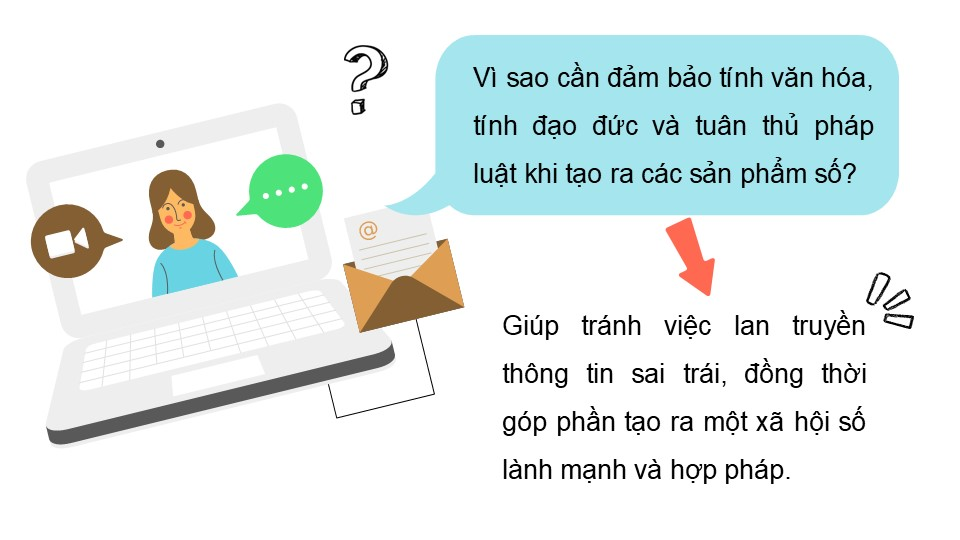 Vì sao cần đảm bảo tính văn hóa,
tính đạo đức và tuân thủ pháp
luật khi tạo ra các sản phẩm số?
@
Giúp tránh việc lan truyền
thông tin sai trái, đồng thời
góp phần tạo ra một xã hội số
lành mạnh và hợp pháp.